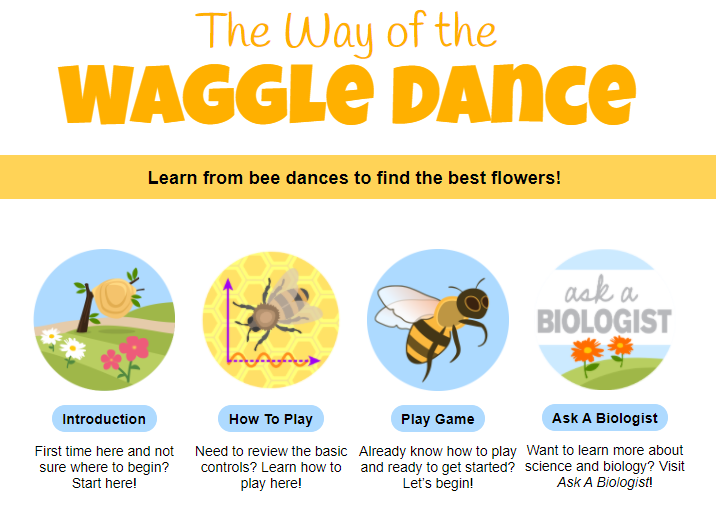 The Way of the
WAGGLE DANCE
Learn from bee dances to find the best flowers!
ask a
BIOLOGIST
Introduction
First time here and not
sure where to begin?
Start here!
How To Play
Need to review the basic
controls? Learn how to
play here!
Play Game
Already know how to play
and ready to get started?
Let's begin!
Ask A Biologist
Want to learn more about
science and biology? Visit
Ask A Biologist!